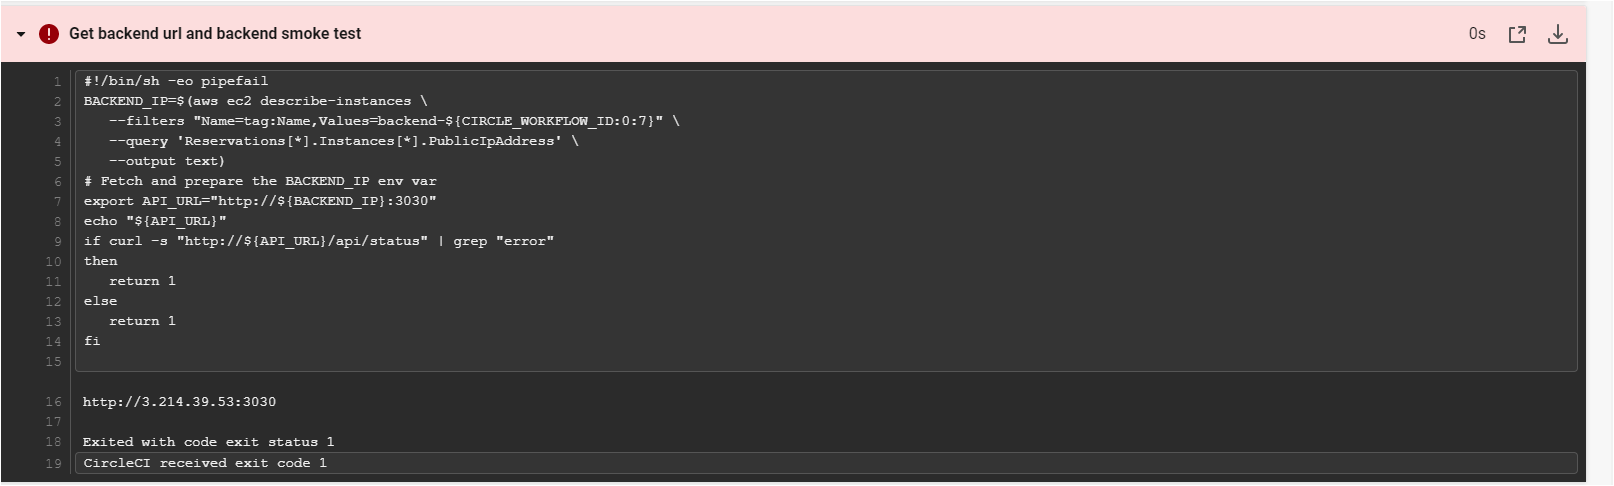 Get backend url and backend smoke test
0s
1 #!/bin/sh -eo pipefail
2 BACKEND_IP=$(aws ec2 describe-instances \
3    --filters "Name=tag:Name,Values=backend-${CIRCLE_WORKFLOW_ID:0:7}" \
4    --query 'Reservations[*].Instances[*].PublicIpAddress' \
5    --output text)
6 # Fetch and prepare the BACKEND_IP env var
7 export API_URL="http://${BACKEND_IP}:3030"
8 echo "${API_URL}"
9 if curl -s "http://${API_URL}/api/status" | grep "error"
10 then
11    return 1
12 else
13    return 1
14 fi
15
16 http://3.214.39.53:3030
17
18 Exited with code exit status 1
19 CircleCI received exit code 1